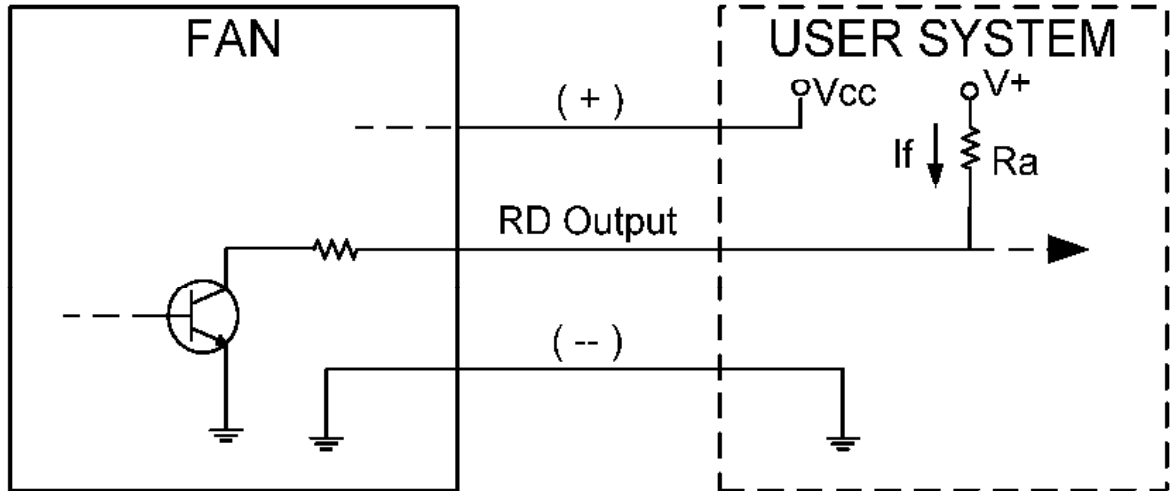 FAN
USER SYSTEM
( + )
Vcc
V+
If
Ra
RD Output
( -- )